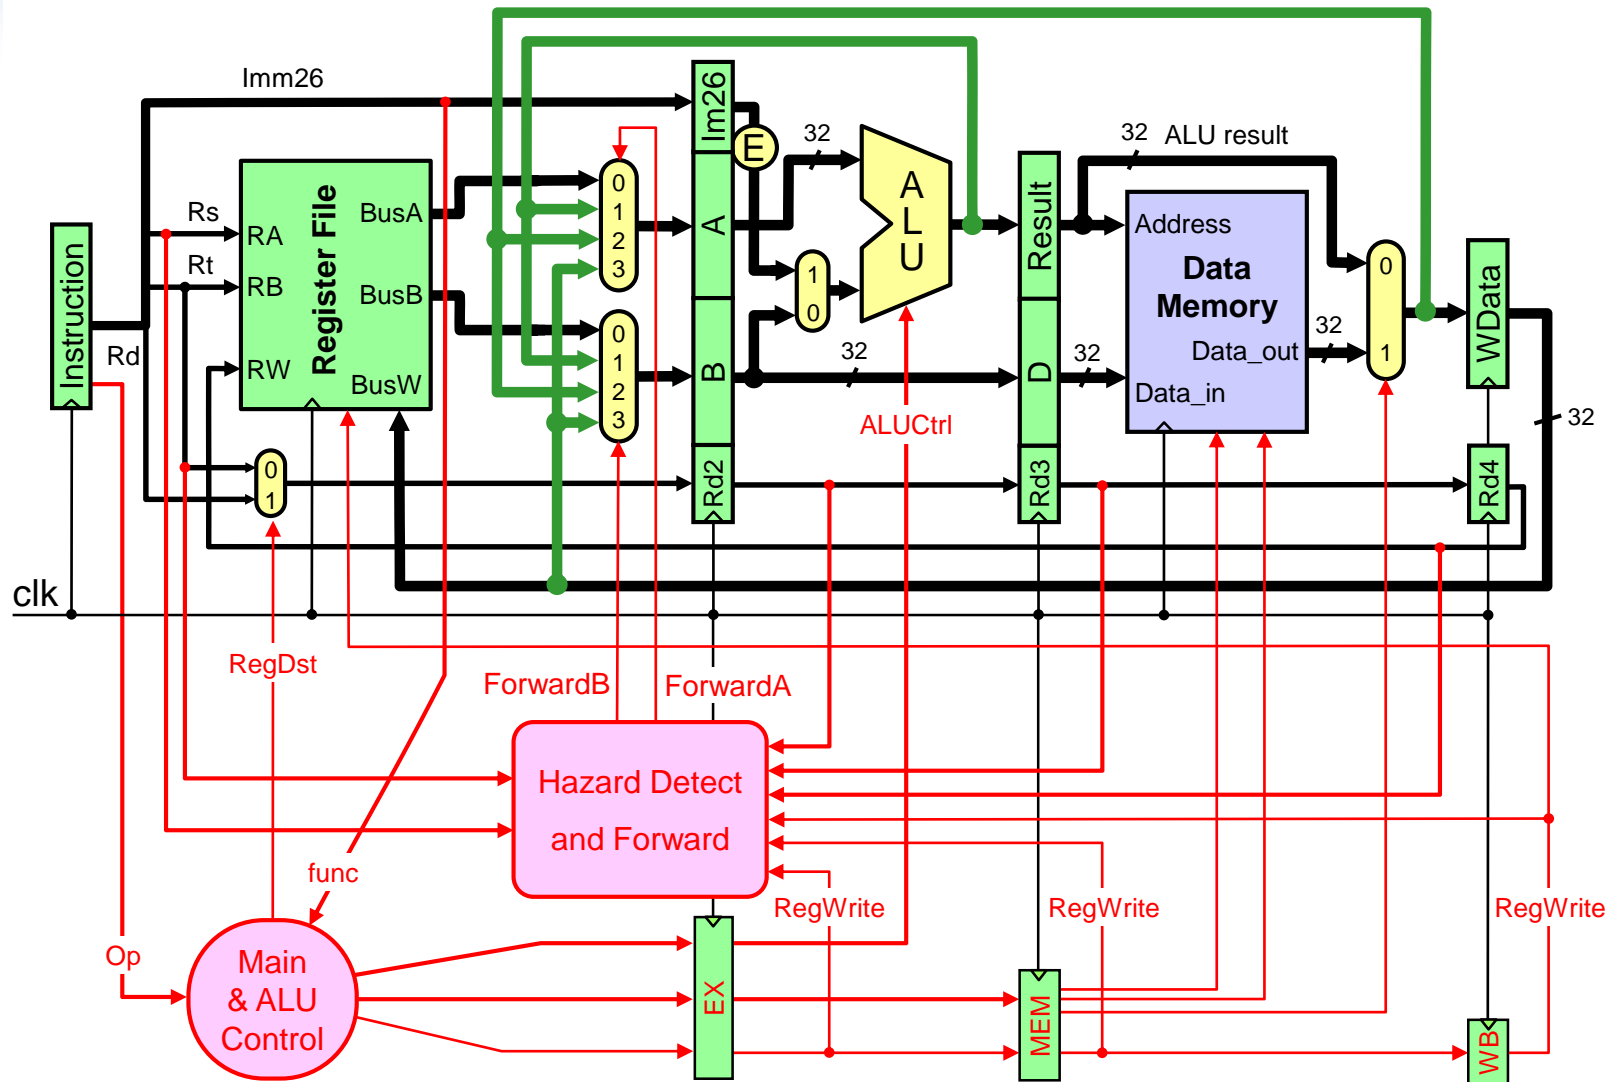 Imm26
Im26
E
32
ALU
32
ALU result
Instruction
Register File
Rs
RA
Rt
RB
Rd
RW
BusA
BusB
BusW
0
1
2
3
0
1
2
3
A
B
1
0
32
Result
D
32
Address
Data
Memory
Data_out
Data_in
32
0
1
WData
32
0
1
Rd2
ALUCtrl
Rd3
Rd4
clk
RegDst
ForwardB
ForwardA
Hazard Detect
and Forward
func
Op
Main
& ALU
Control
EX
RegWrite
MEM
RegWrite
WB
RegWrite